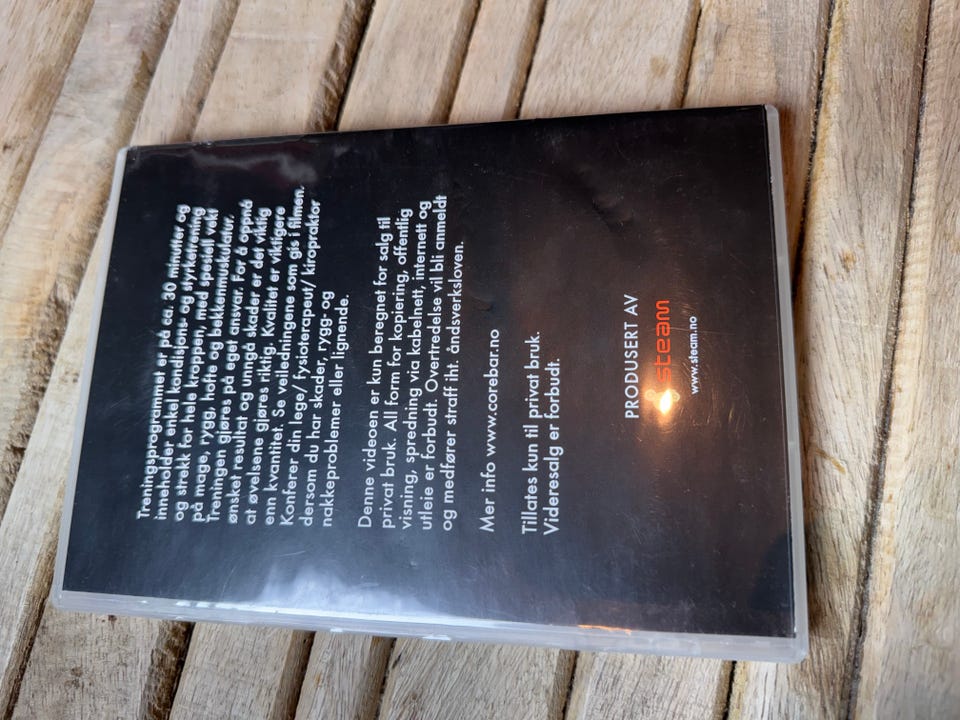 Treningsprogrammet er på ca. 30 minutter og
inneholder enkel kondisjons- og styrketrening
og strekk for hele kroppen, med spesiell vekt
på mage, rygg, hofte og bekkenmuskulatur.
Treningen gjøres på eget ansvar. For å oppnå
ønsket resultat og unngå skader er det viktig
at øvelsene gjøres riktig. Kvalitet er viktigere
enn kvantitet. Se veiledningene som gis i filmen.
Konferer din lege/ fysioterapeut/ kiropraktor
dersom du har skader, rygg- og
nakkeproblemer eller lignende.
Denne videoen er kun beregnet for salg til
privat bruk. All form for kopiering, offentlig
visning, spredning via kabelnett, internett og
utleie er forbudt. Overtredelse vil bli anmeldt
og medfører straff iht. åndsverksloven.
Mer info www.corebar.no
Tillates kun til privat bruk.
Videresalg er forbudt.
PRODUSERT AV
steam
www.steam.no